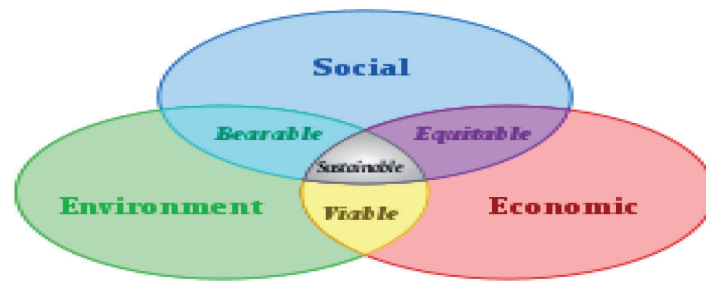 Social
Bearable
Equitable
Sustainable
Environment
Viable
Economic